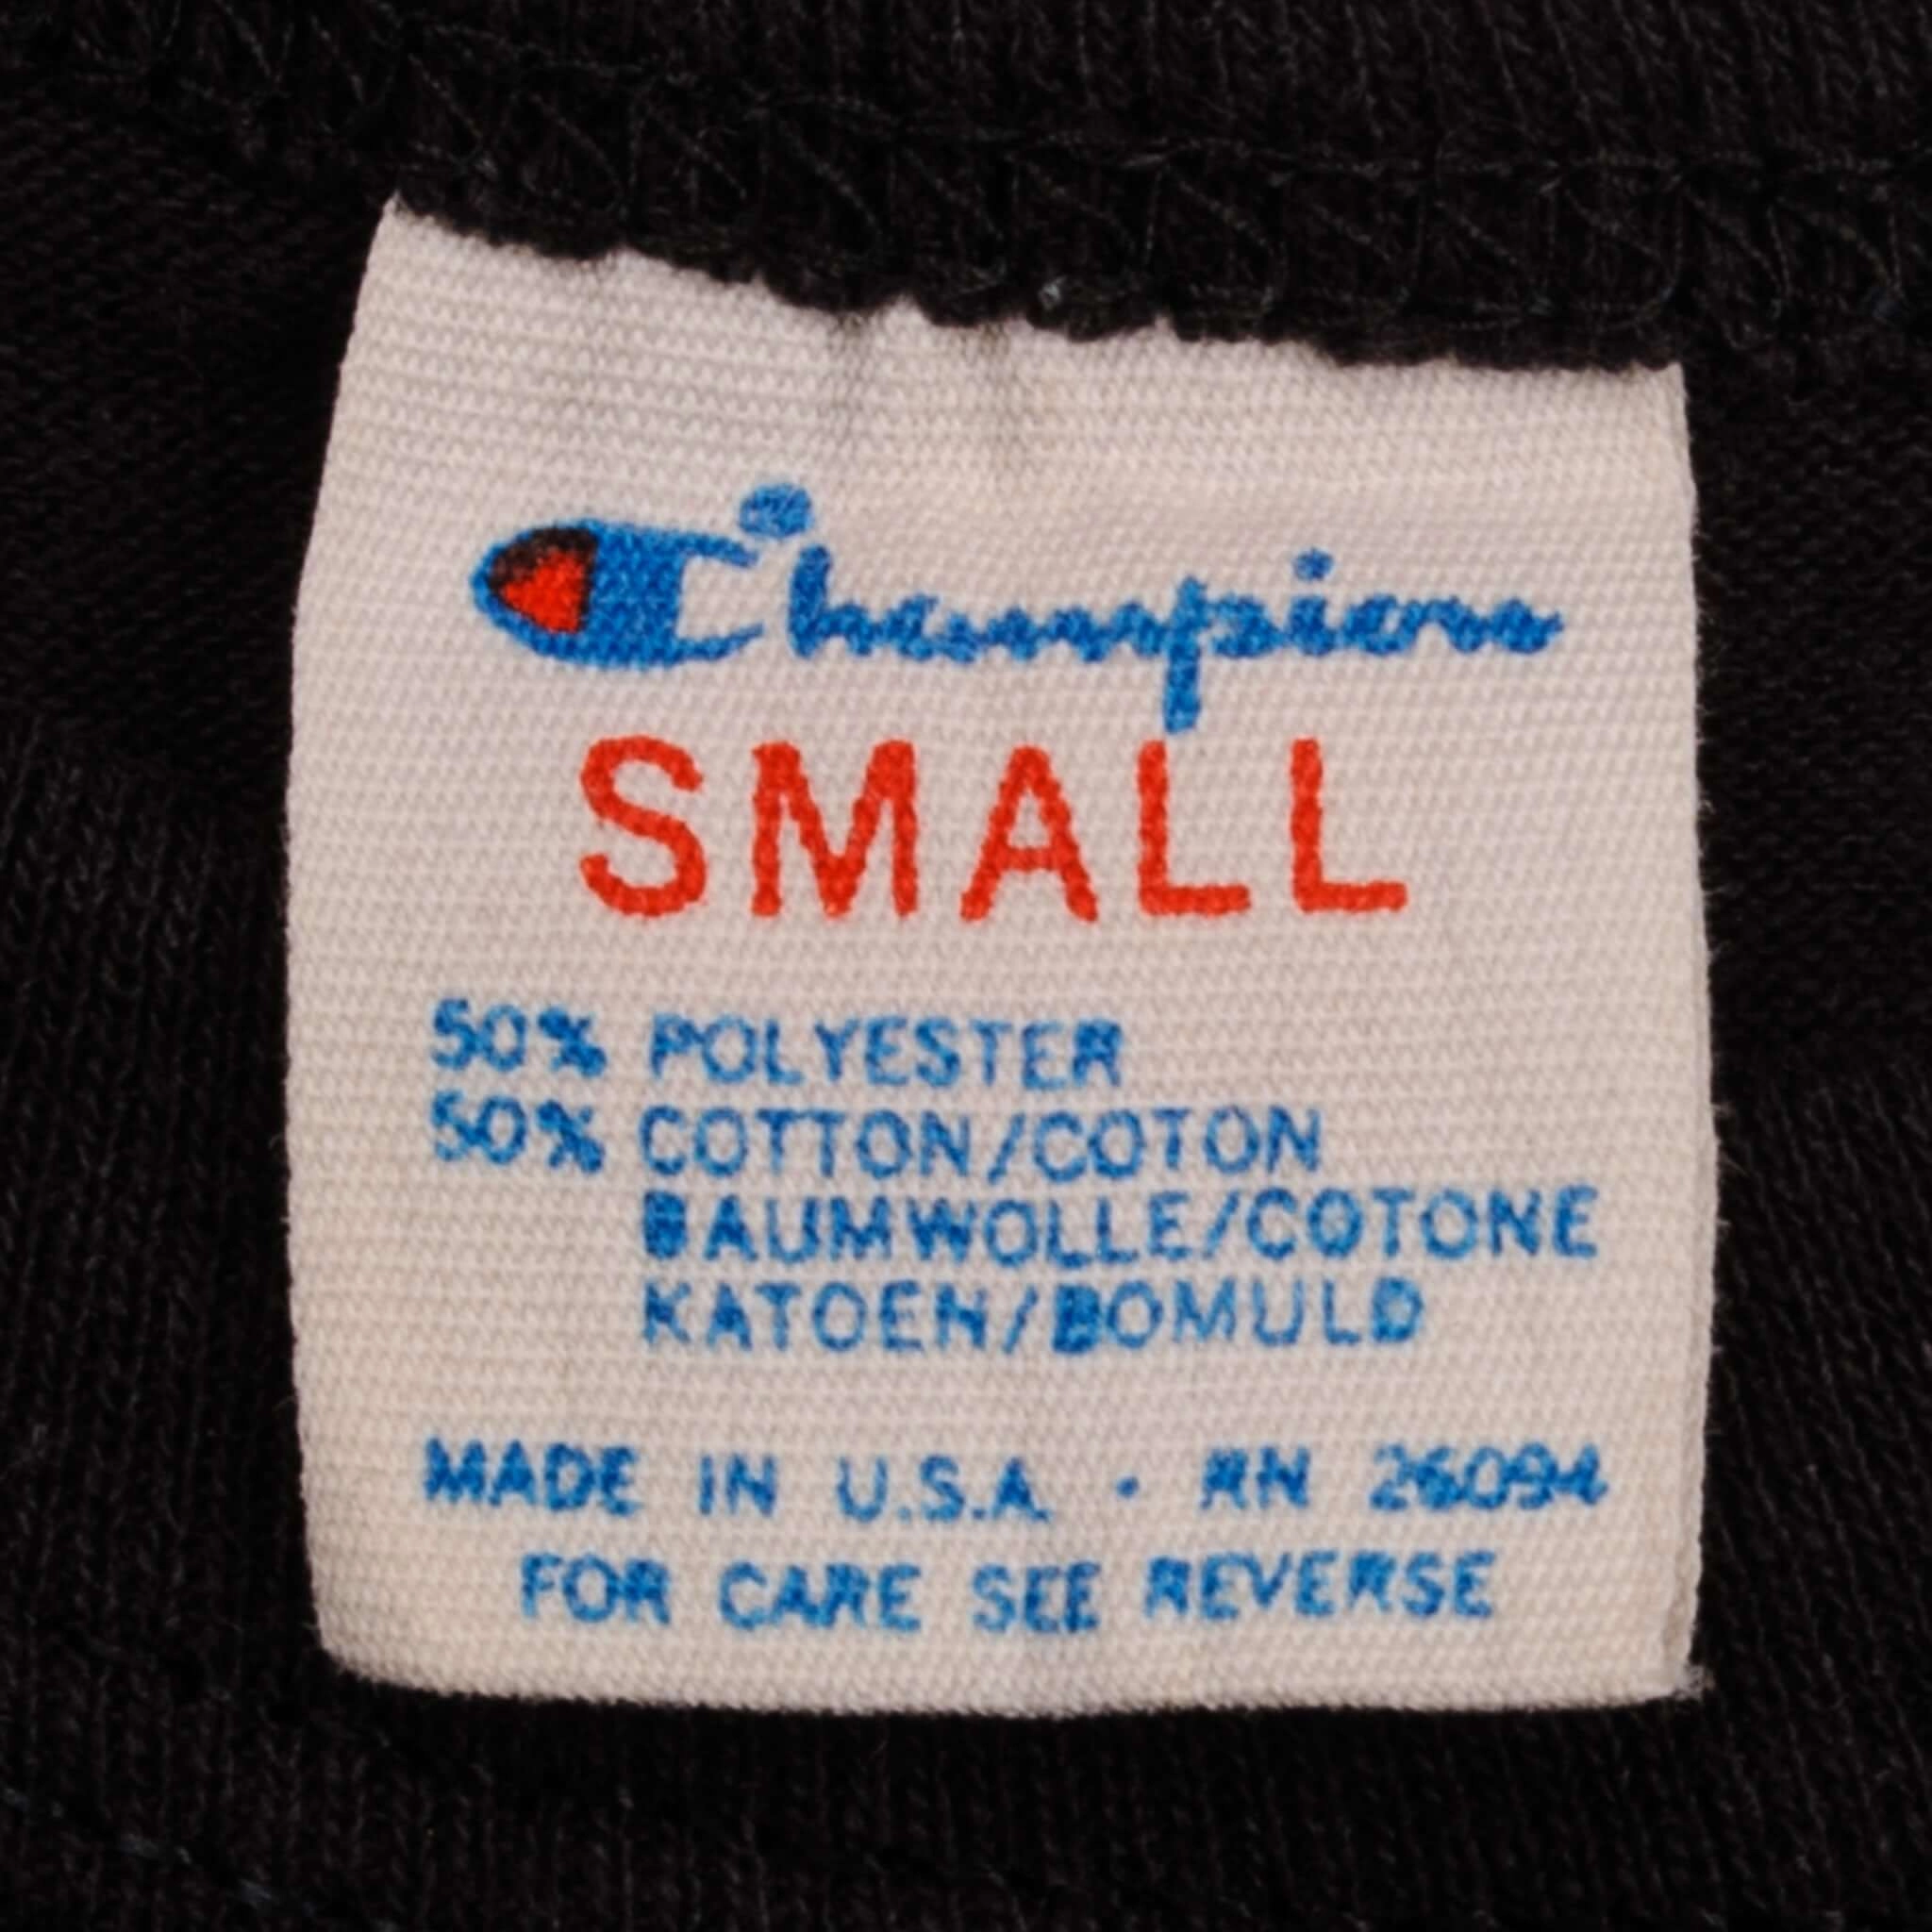 Champion
SMALL
50% POLYESTER
50% COTTON/COTON
BAUMWOLLE/COTONE
KATOEN/BOMULD
MADE IN U.S.A. · RN 26094
FOR CARE SEE REVERSE